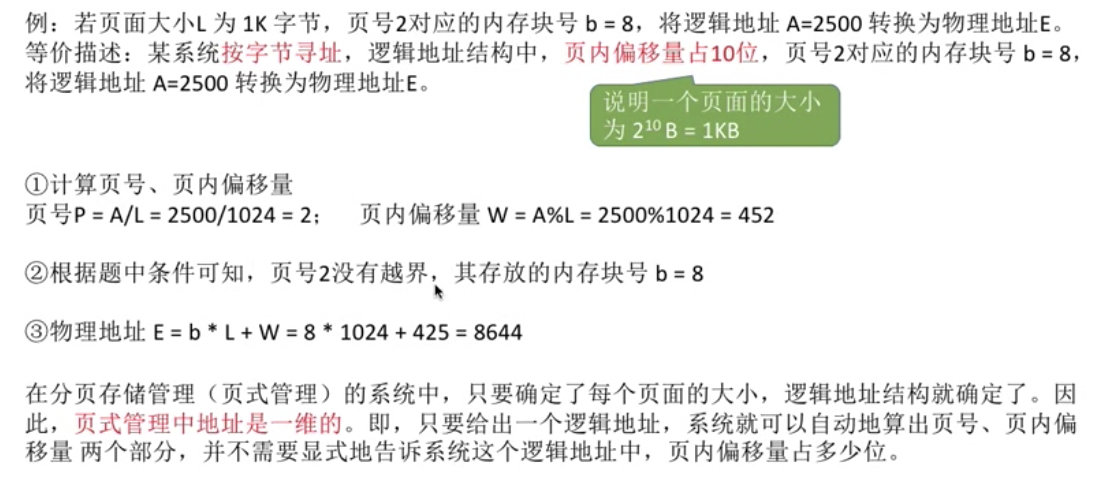 例：若页面大小L 为 1K 字节，页号2对应的内存块号 b = 8，将逻辑地址 A=2500 转换为物理地址E。
等价描述：某系统按字节寻址，逻辑地址结构中，页内偏移量占10位，页号2对应的内存块号 b = 8，
将逻辑地址 A=2500 转换为物理地址E。
说明一个页面的大小
为 2¹⁰ B = 1KB
①计算页号、页内偏移量
页号P = A/L = 2500/1024 = 2； 页内偏移量 W = A%L = 2500%1024 = 452
②根据题中条件可知，页号2没有越界，其存放的内存块号 b = 8
③物理地址 E = b * L + W = 8 * 1024 + 425 = 8644
在分页存储管理（页式管理）的系统中，只要确定了每个页面的大小，逻辑地址结构就确定了。因
此，页式管理中地址是一维的。即，只要给出一个逻辑地址，系统就可以自动地算出页号、页内偏
移量 两个部分，并不需要显式地告诉系统这个逻辑地址中，页内偏移量占多少位。